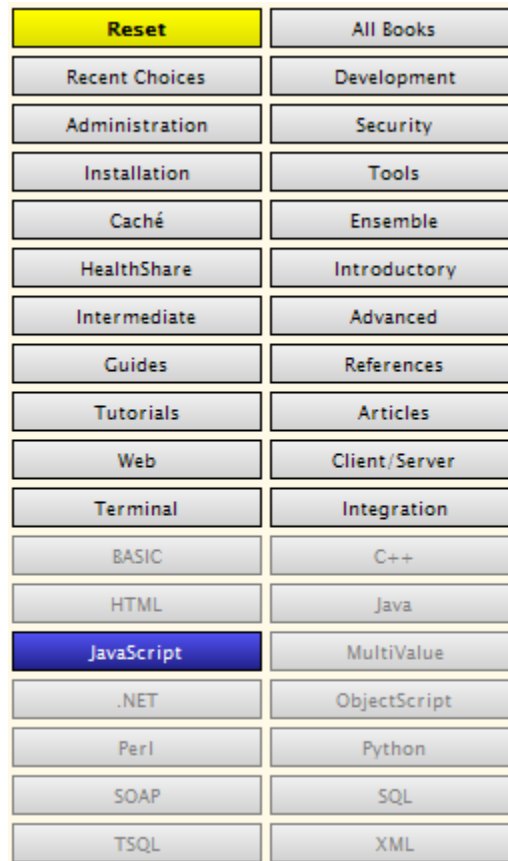 Reset All Books
Recent Choices Development
Administration Security
Installation Tools
Caché Ensemble
HealthShare Introductory
Intermediate Advanced
Guides References
Tutorials Articles
Web Client/Server
Terminal Integration
BASIC C++
HTML Java
JavaScript MultiValue
.NET ObjectScript
Perl Python
SOAP SQL
TSQL XML